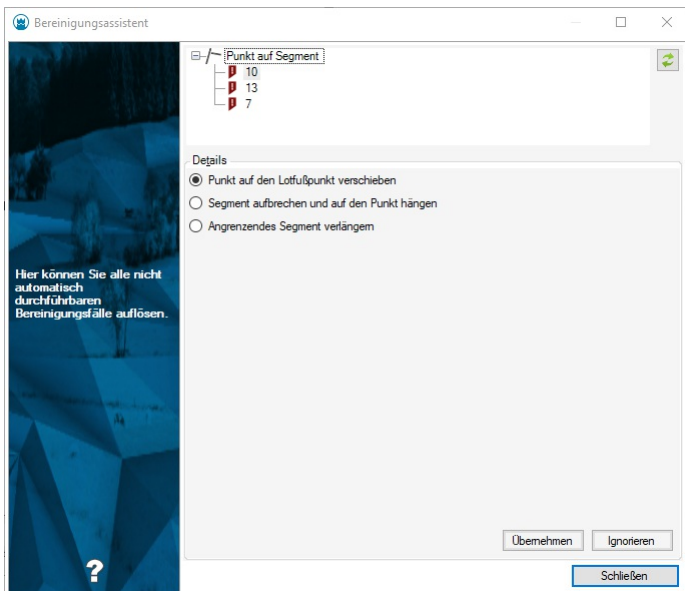 Bereinigungsassistent
Punkt auf Segment
10
13
7
Details
Punkt auf den Lotfußpunkt verschieben
Segment aufbrechen und auf den Punkt hängen
Angrenzendes Segment verlängern
Hier können Sie alle nicht
automatisch
durchführbaren
Bereinigungsfälle auflösen.
Übernehmen
Ignorieren
?
Schließen